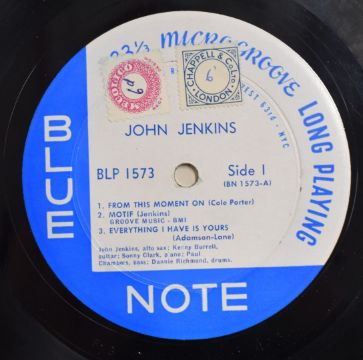 33⅓ MICROGROOVE LONG PLAYING
MECOLICO
CHAPPELL & Co. Ltd.
6
LONDON
WEST 63rd · NYC
JOHN JENKINS
BLP 1573
Side 1
(BN 1573-A)
1. FROM THIS MOMENT ON (Cole Porter)
2. MOTIF (Jenkins)
GROOVE MUSIC - BMI
3. EVERYTHING I HAVE IS YOURS
(Adamson-Lane)
John Jenkins, alto sax; Kenny Burrell,
guitar; Sonny Clark, piano; Paul
Chambers, bass; Dannie Richmond, drums.
BLUE
NOTE